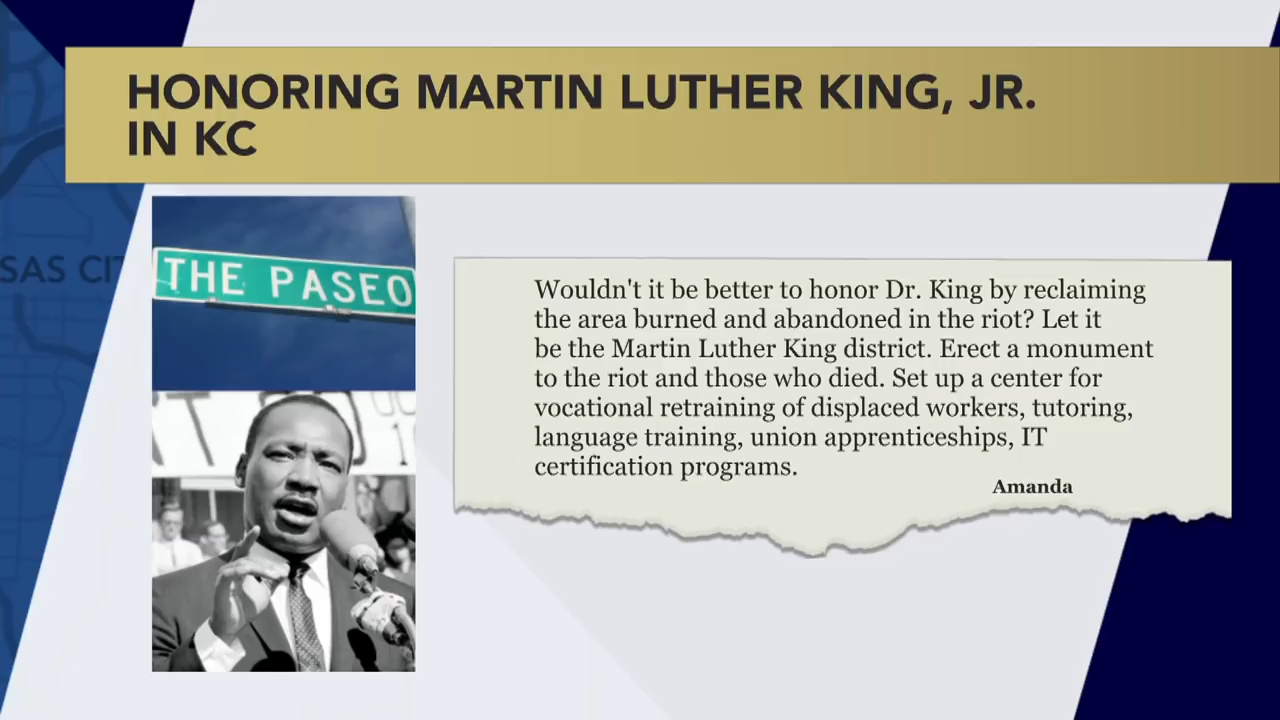 HONORING MARTIN LUTHER KING, JR.
IN KC
SAS CIT
THE PASEO
Wouldn't it be better to honor Dr. King by reclaiming
the area burned and abandoned in the riot? Let it
be the Martin Luther King district. Erect a monument
to the riot and those who died. Set up a center for
vocational retraining of displaced workers, tutoring,
language training, union apprenticeships, IT
certification programs.
Amanda